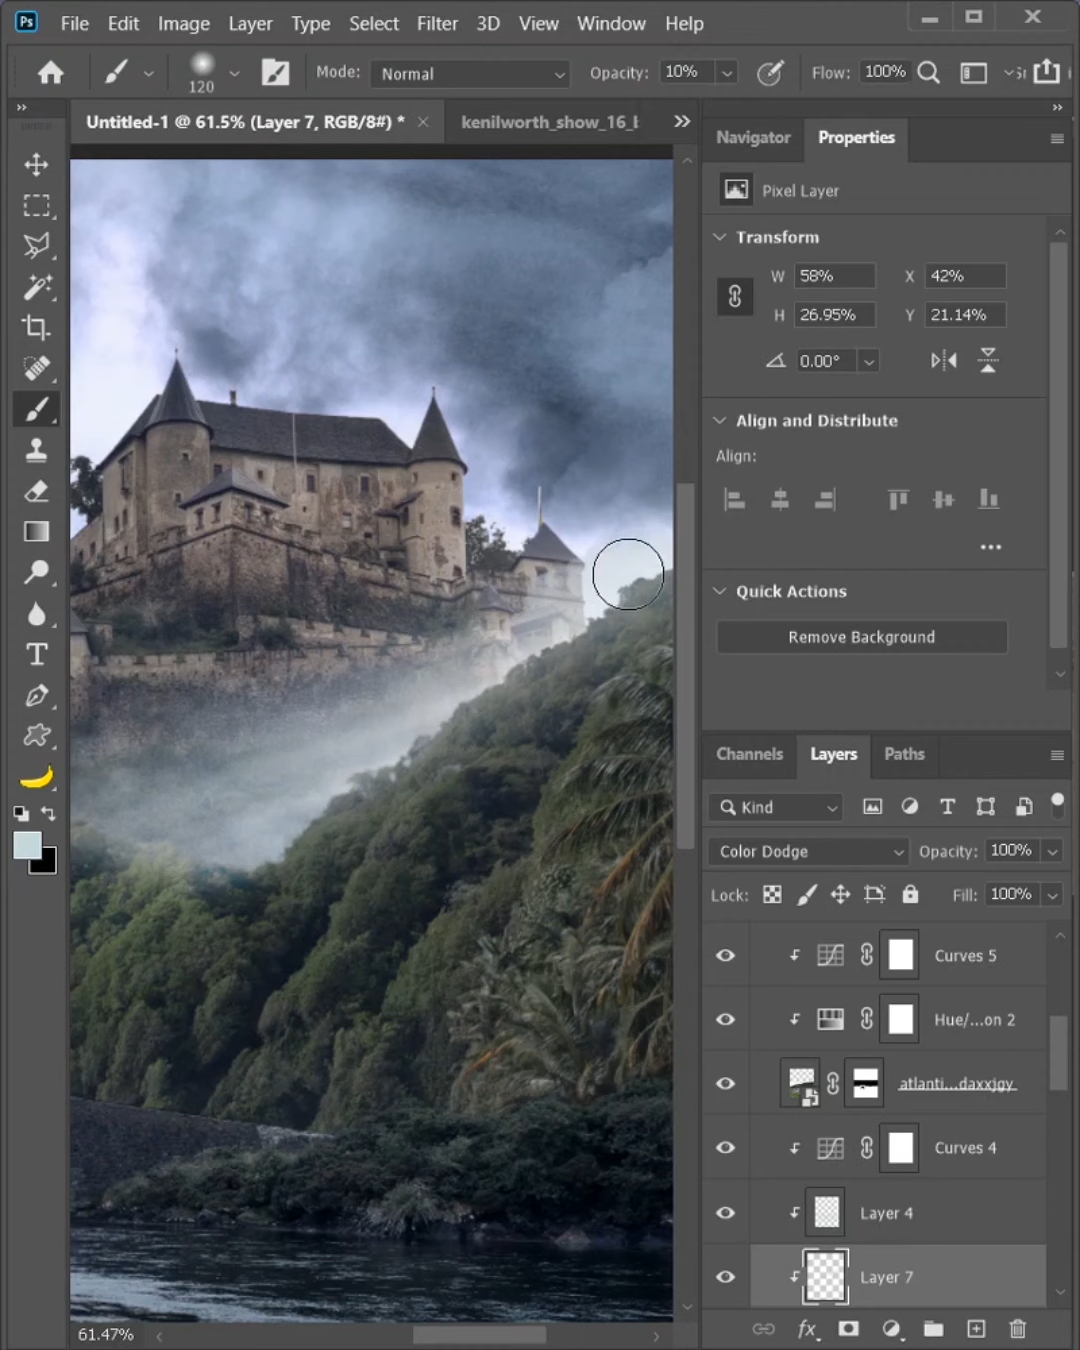 Ps File Edit Image Layer Type Select Filter 3D View Window Help
120 Mode: Normal Opacity: 10% Flow: 100%
Untitled-1 @ 61.5% (Layer 7, RGB/8#) * kenilworth_show_16_
Navigator Properties
Pixel Layer
Transform
W 58% X 42%
H 26.95% Y 21.14%
0.00°
Align and Distribute
Align:
Quick Actions
Remove Background
Channels Layers Paths
Kind
Color Dodge Opacity: 100%
Lock: Fill: 100%
Curves 5
Hue/...on 2
atlanti...daxxjgy
Curves 4
Layer 4
Layer 7
61.47%
fx